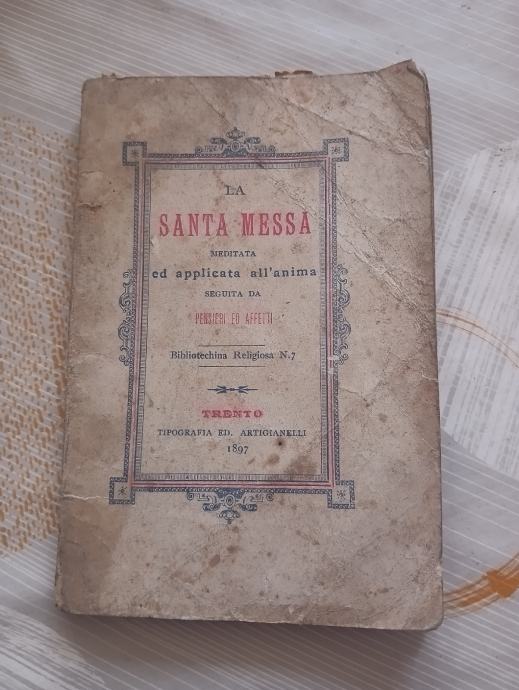 LA
SANTA MESSA
MEDITATA
ed applicata all'anima
SEGUITA DA
PENSIERI ED AFFETTI
Bibliotechina Religiosa N. 7
TRENTO
TIPOGRAFIA ED. ARTIGIANELLI
1897